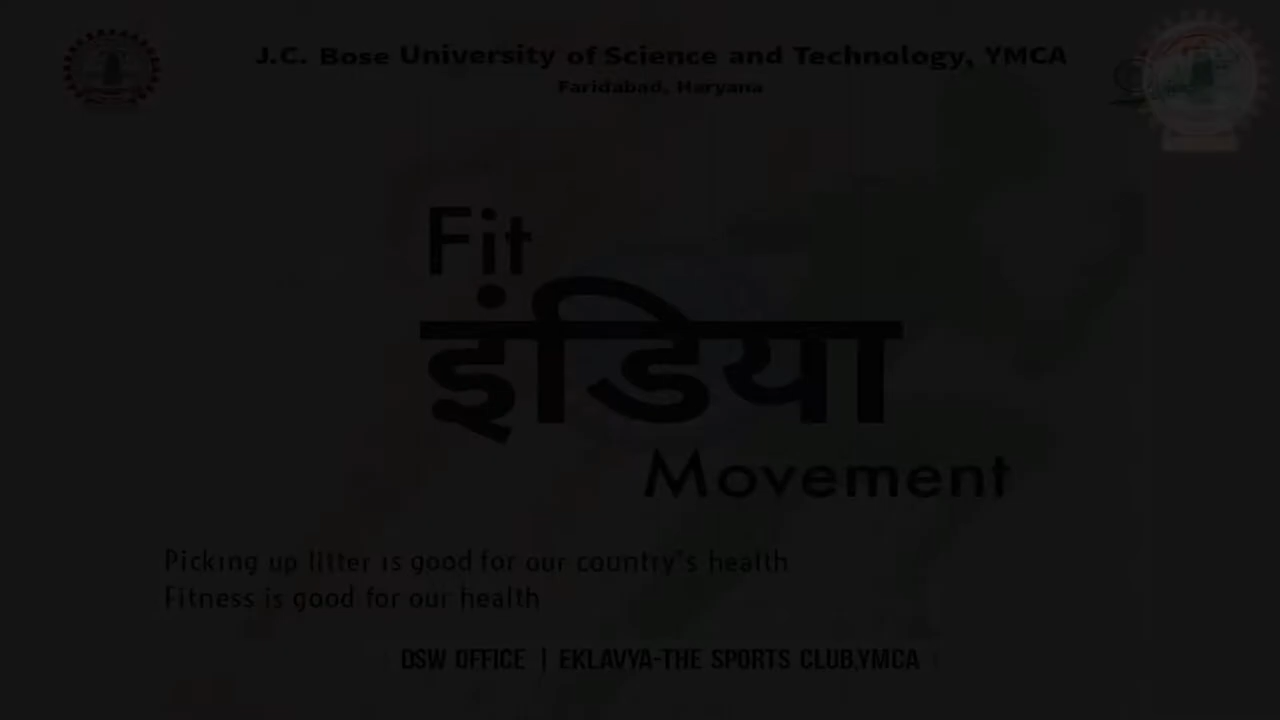 J.C. Bose University of Science and Technology, YMCA
Faridabad, Haryana
Fit
इंडिया
Movement
Picking up litter is good for our country's health
Fitness is good for our health
DSW OFFICE | EKLAVYA-THE SPORTS CLUB,YMCA